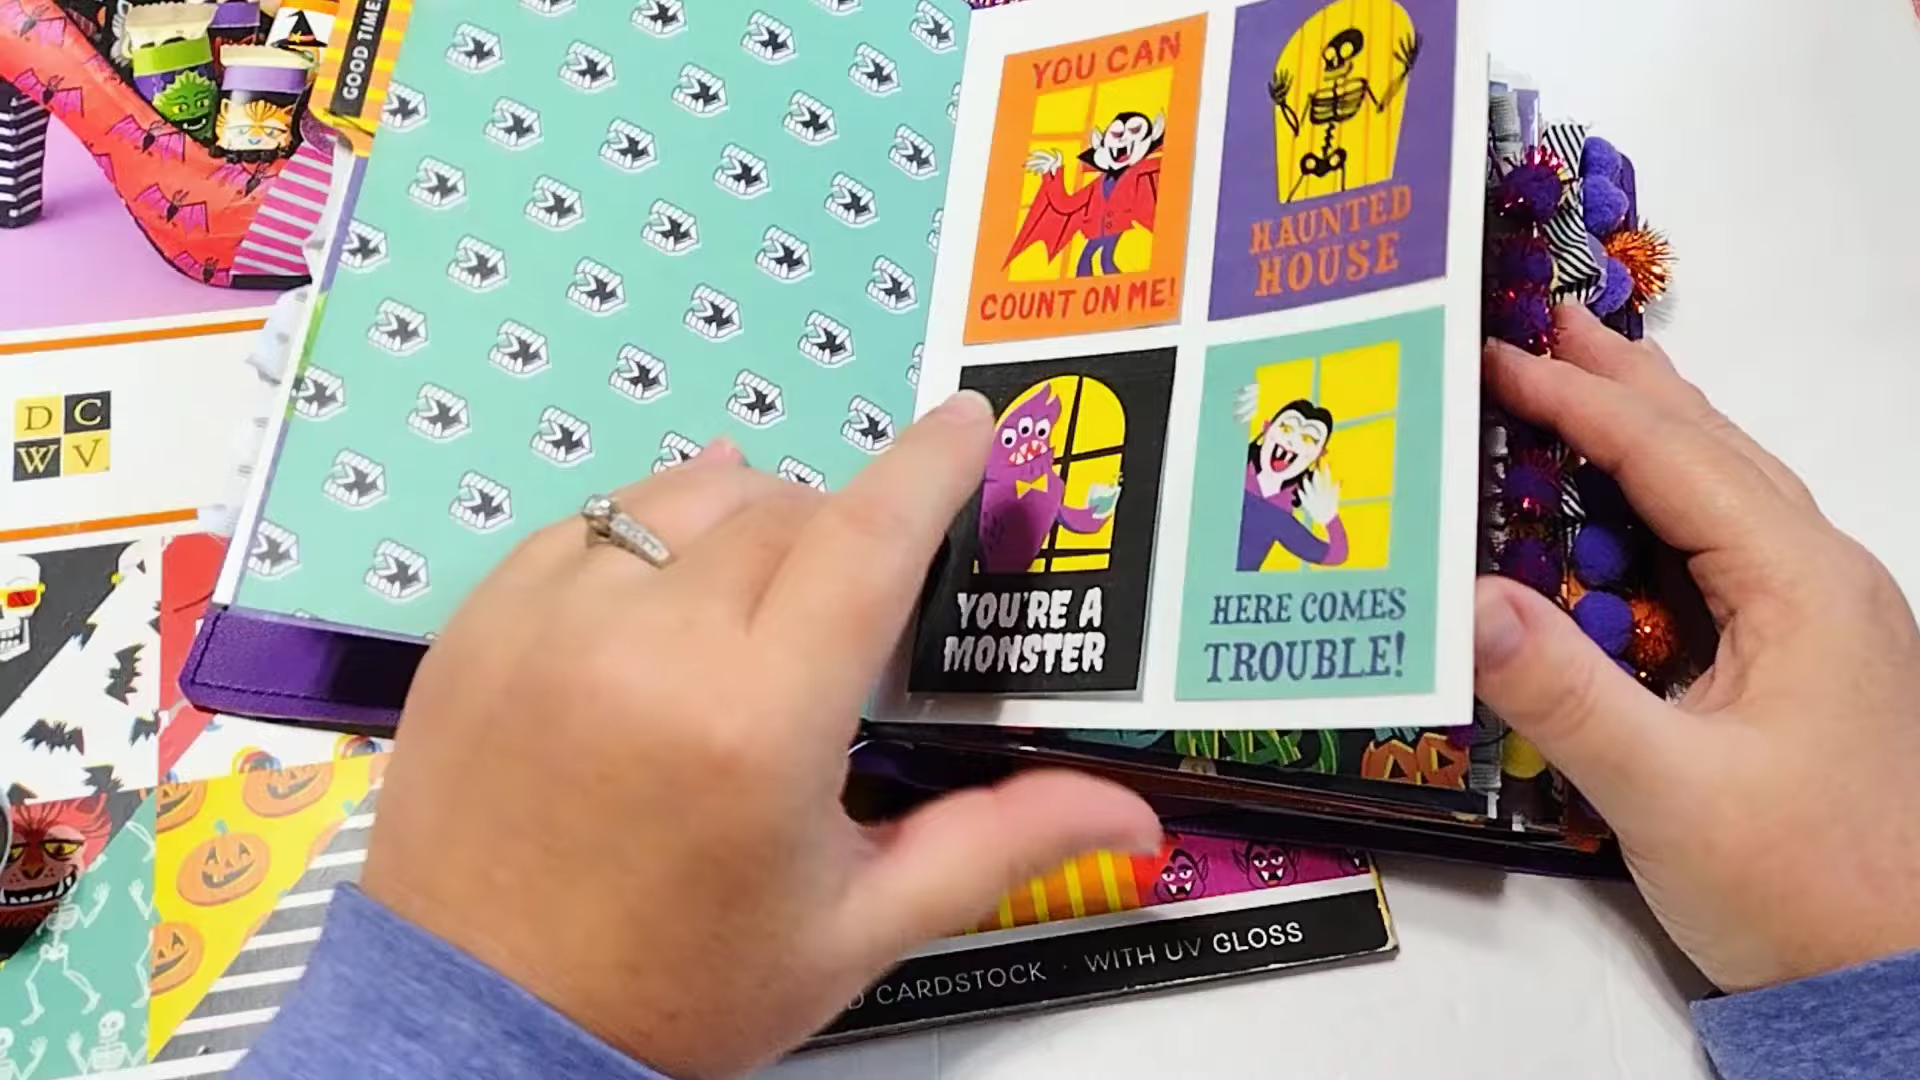 GOOD TIME
D C
W V
YOU CAN
COUNT ON ME!
HAUNTED
HOUSE
YOU'RE A
MONSTER
HERE COMES
TROUBLE!
D CARDSTOCK · WITH UV GLOSS